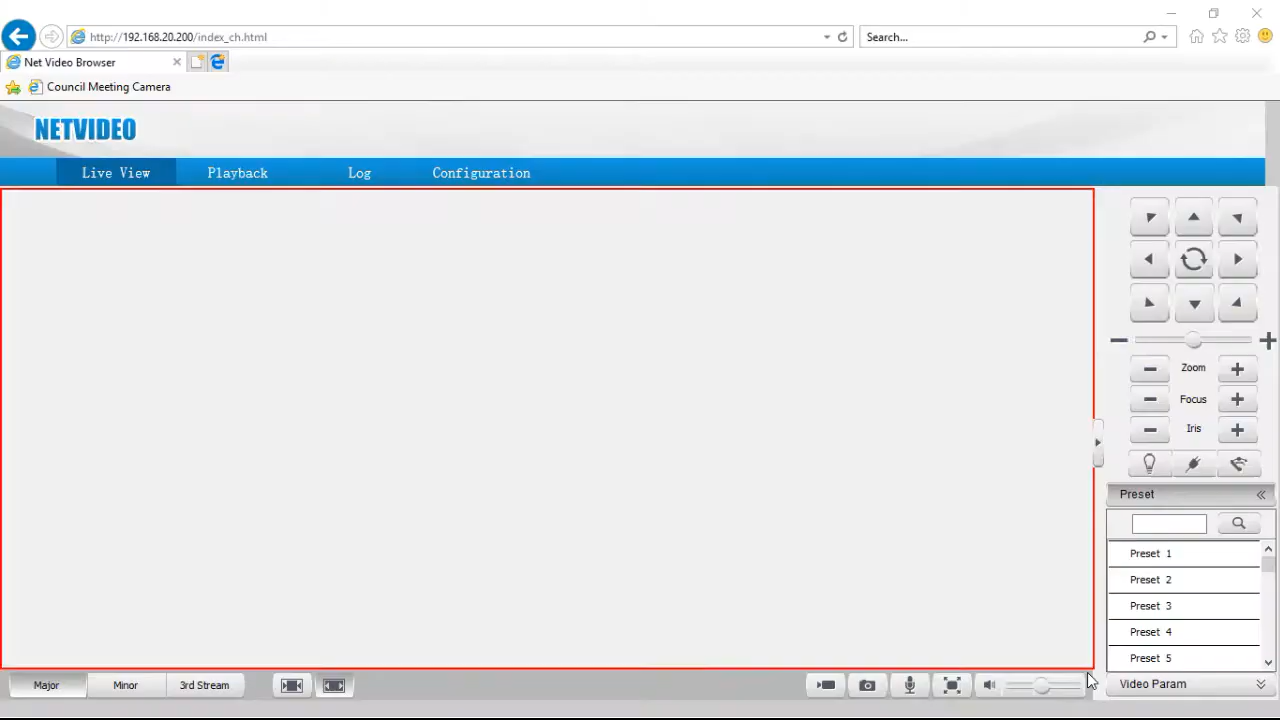 http://192.168.20.200/index_ch.html
Search...
Net Video Browser
Council Meeting Camera
NETVIDEO
Live View Playback Log Configuration
Zoom
Focus
Iris
Preset
Preset 1
Preset 2
Preset 3
Preset 4
Preset 5
Major Minor 3rd Stream
Video Param